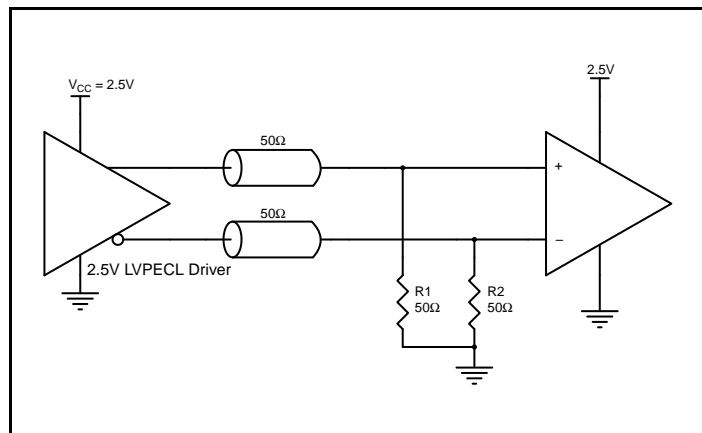 V_CC = 2.5V
2.5V
50Ω
+
50Ω
−
2.5V LVPECL Driver
R1
50Ω
R2
50Ω